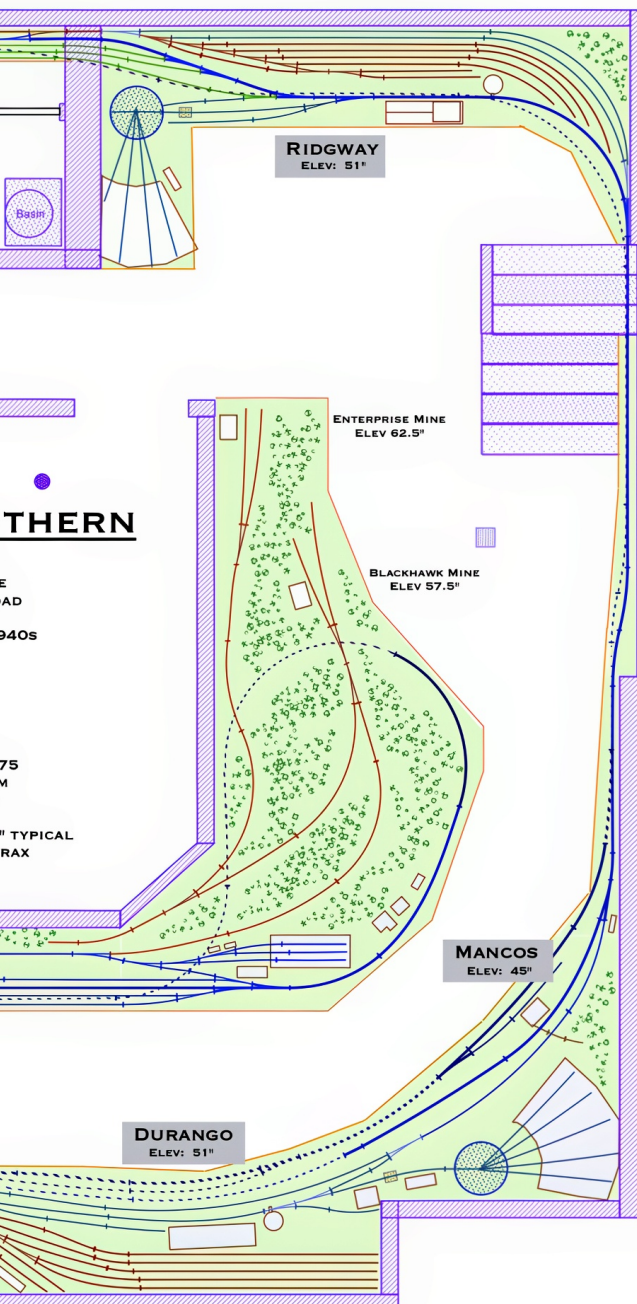 RIDGWAY
ELEV: 51"
Basin
ENTERPRISE MINE
ELEV 62.5"
THERN
BLACKHAWK MINE
ELEV 57.5"
E
OAD
940s
75
M
" TYPICAL
RAX
MANCOS
ELEV: 45"
DURANGO
ELEV: 51"